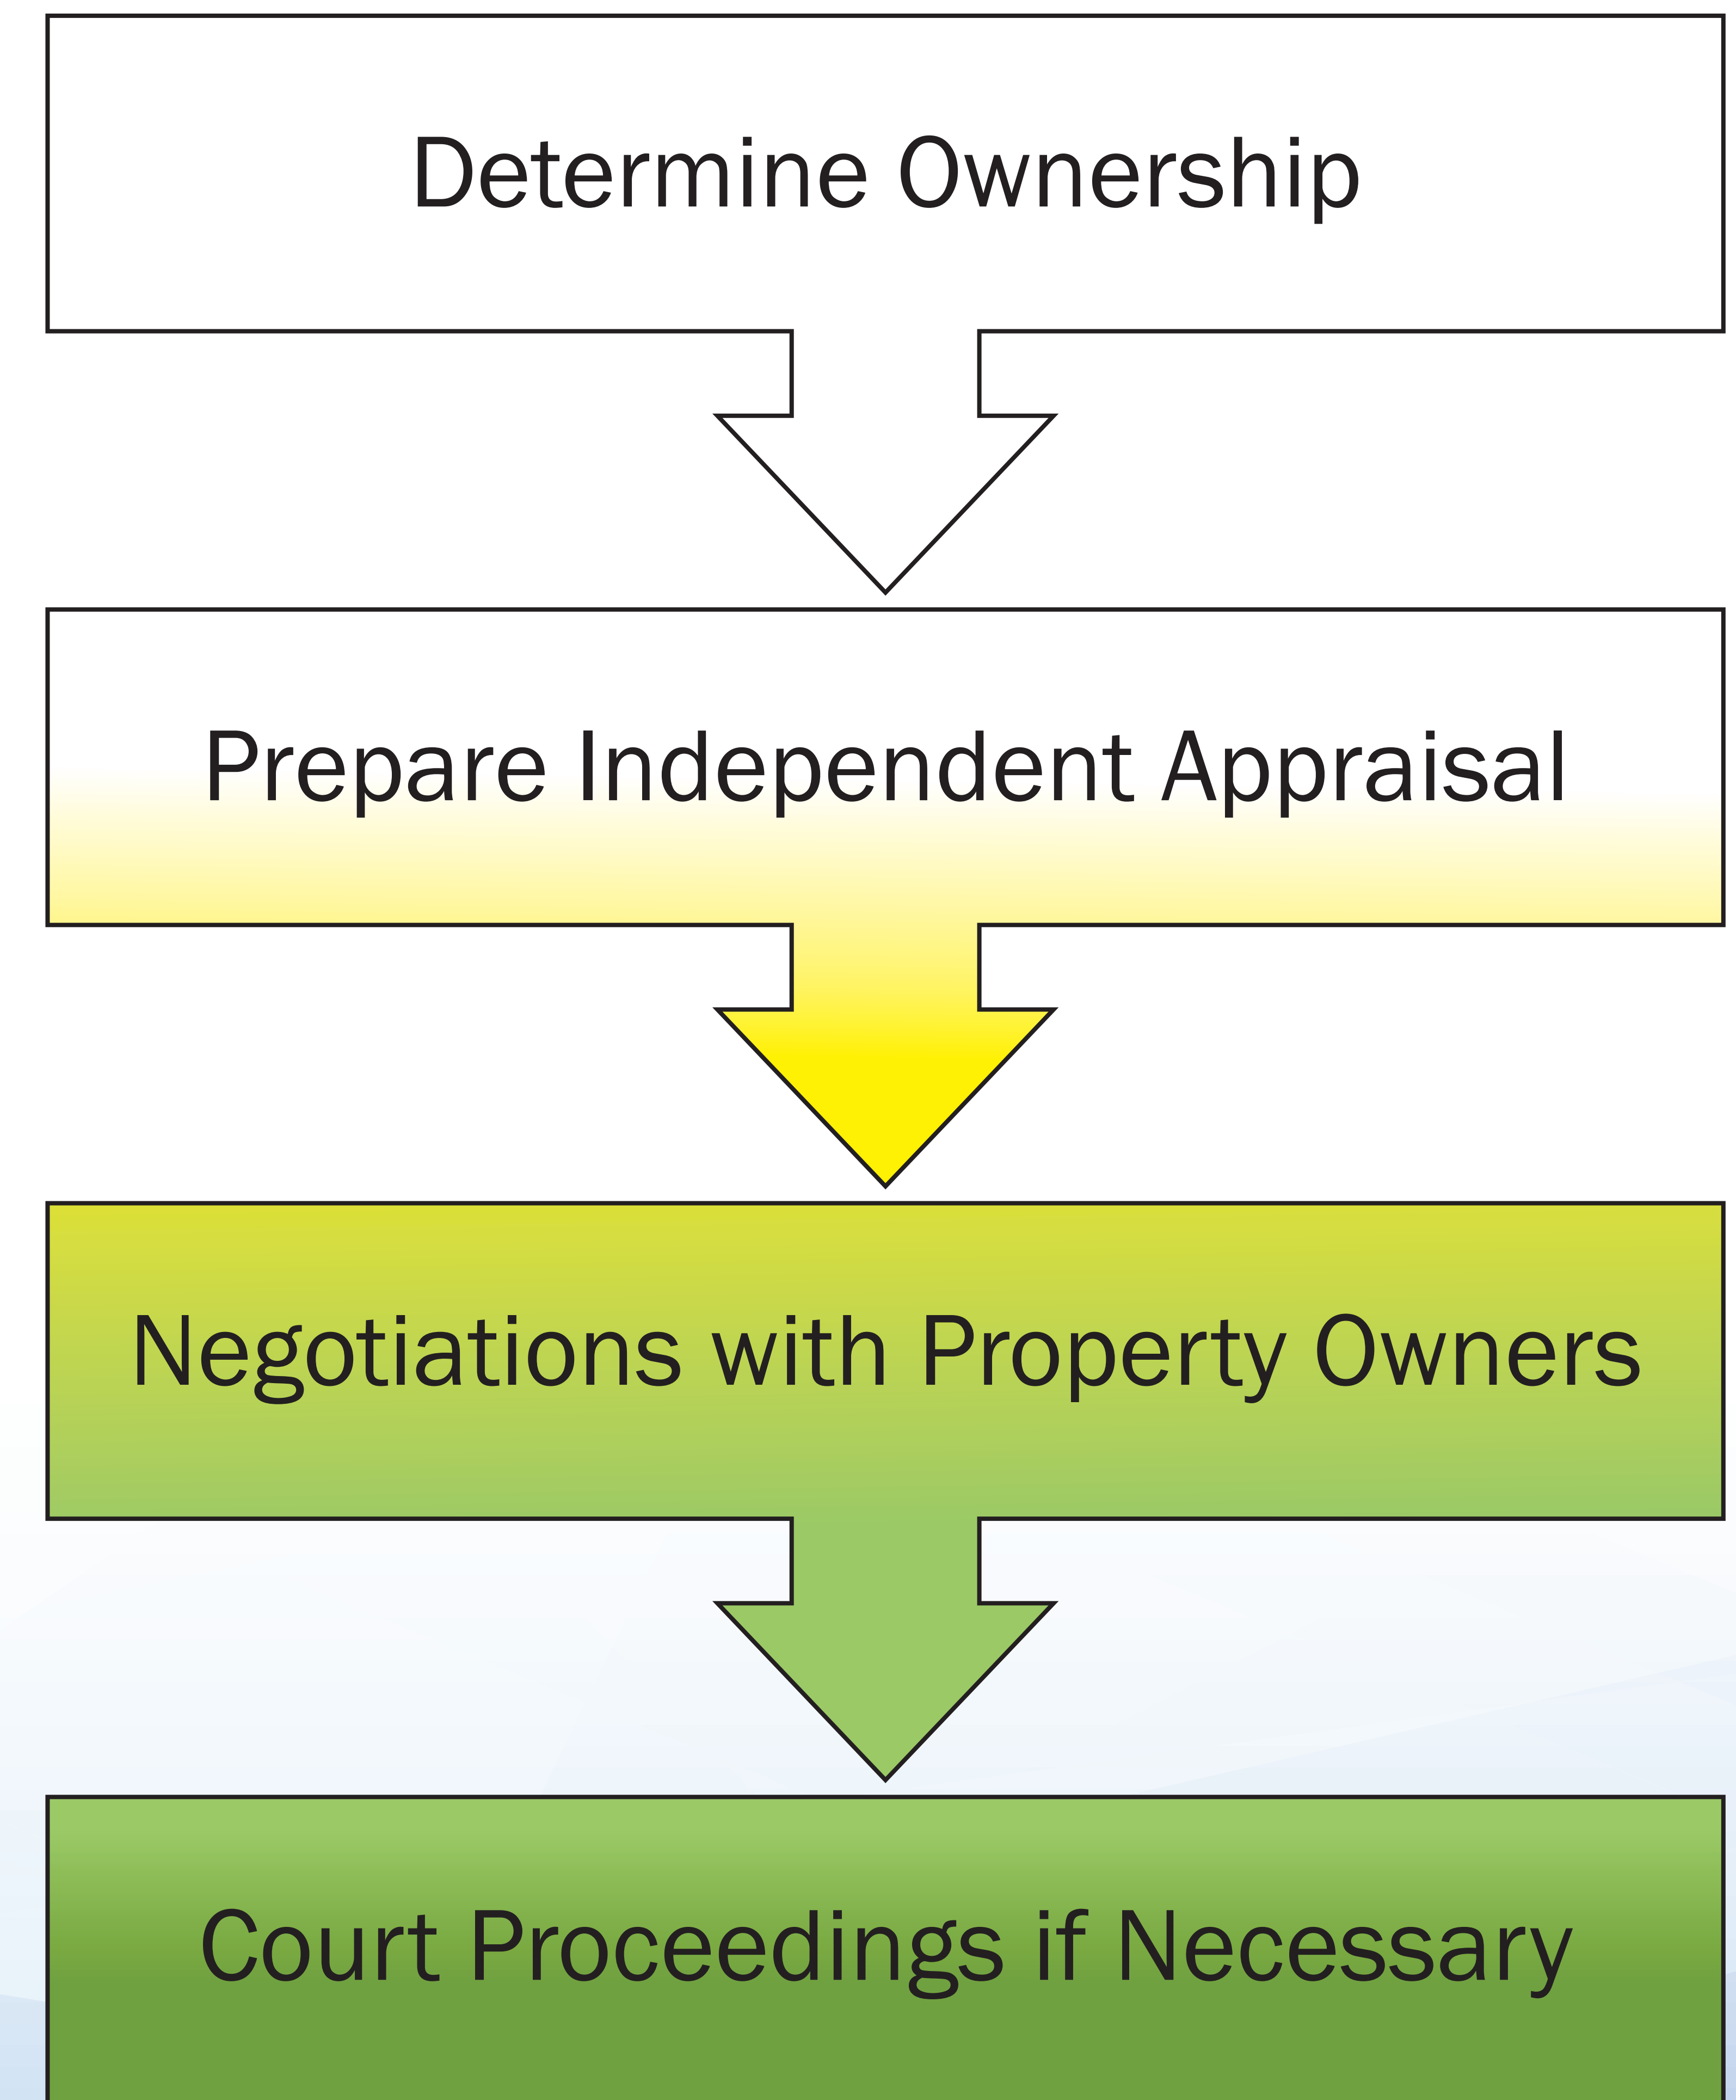 Determine Ownership
Prepare Independent Appraisal
Negotiations with Property Owners
Court Proceedings if Necessary